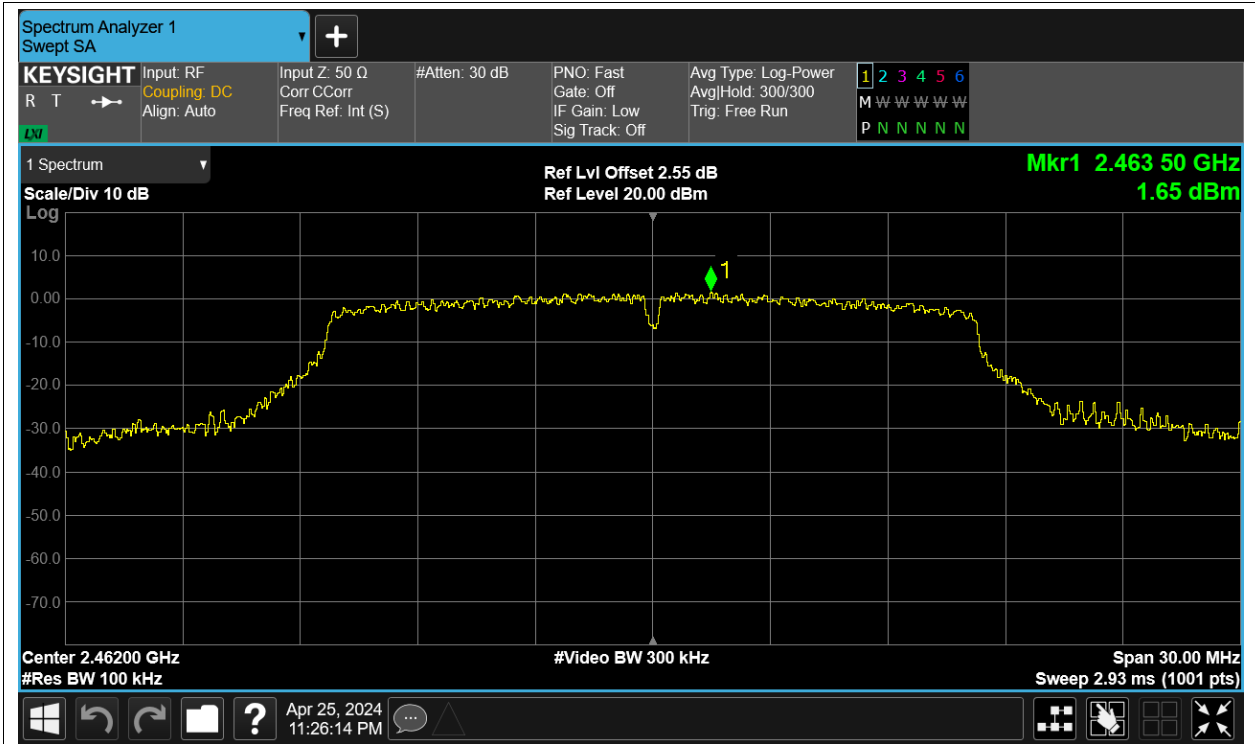 Spectrum Analyzer 1
Swept SA
KEYSIGHT
R T
LXI
Input: RF
Coupling: DC
Align: Auto
Input Z: 50 Ω
Corr CCorr
Freq Ref: Int (S)
#Atten: 30 dB
PNO: Fast
Gate: Off
IF Gain: Low
Sig Track: Off
Avg Type: Log-Power
Avg|Hold: 300/300
Trig: Free Run
1 2 3 4 5 6
M W W W W W
P N N N N N
1 Spectrum
Scale/Div 10 dB
Log
Ref Lvl Offset 2.55 dB
Ref Level 20.00 dBm
Mkr1 2.463 50 GHz
1.65 dBm
10.0
0.00
-10.0
-20.0
-30.0
-40.0
-50.0
-60.0
-70.0
1
Center 2.46200 GHz
#Res BW 100 kHz
#Video BW 300 kHz
Span 30.00 MHz
Sweep 2.93 ms (1001 pts)
?
Apr 25, 2024
11:26:14 PM